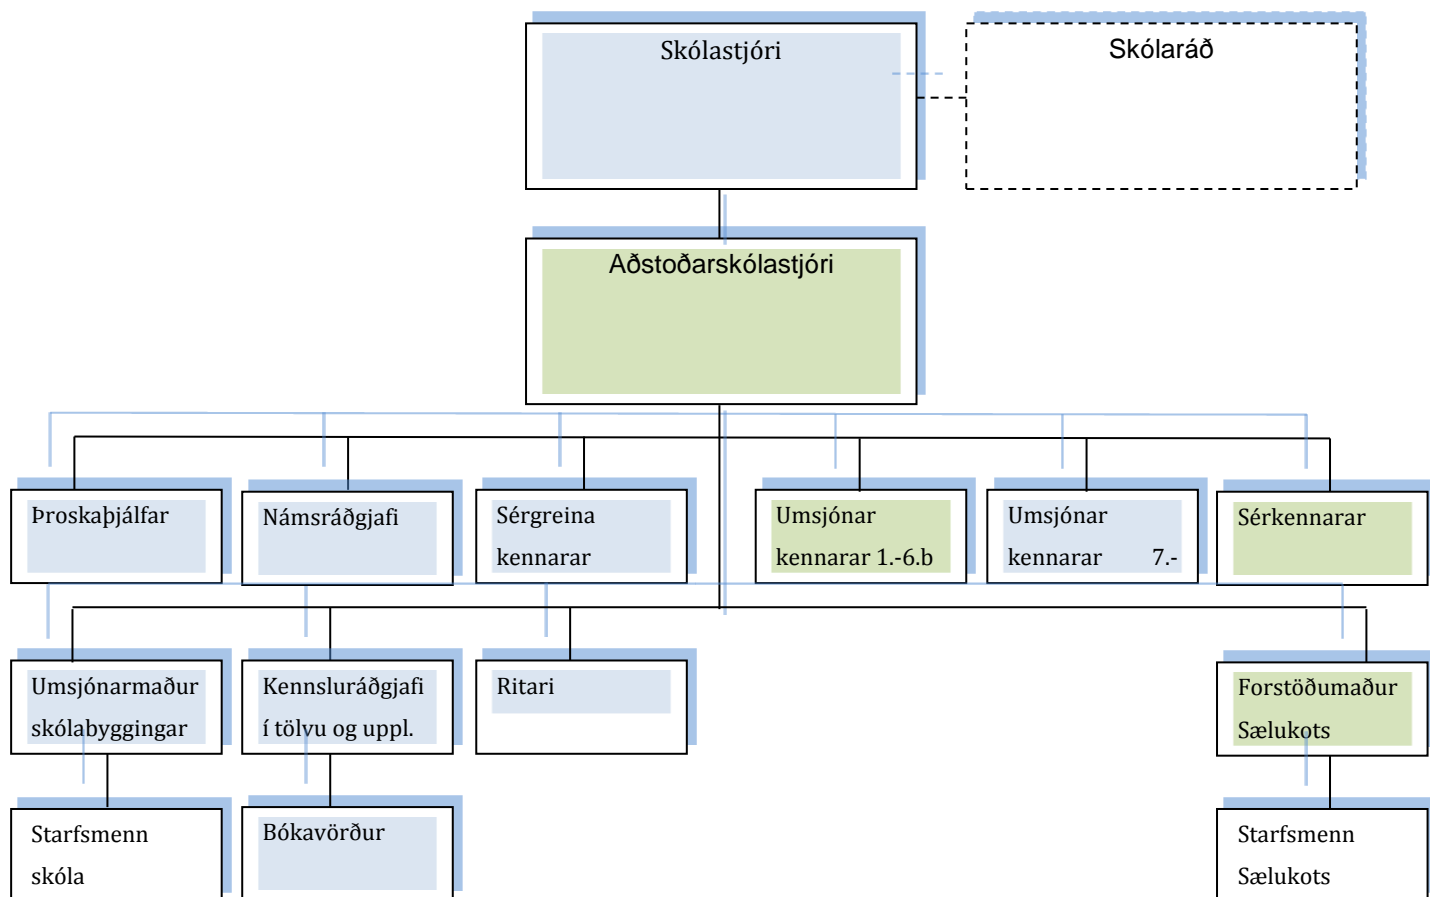 Skólastjóri
Skólaráð
Aðstoðarskólastjóri
Þroskaþjálfar
Námsráðgjafi
Sérgreina
kennarar
Umsjónar
kennarar 1.-6.b
Umsjónar
kennarar 7.-
Sérkennarar
Umsjónarmaður
skólabyggingar
Kennsluráðgjafi
í tölvu og uppl.
Ritari
Forstöðumaður
Sælukots
Starfsmenn
skóla
Bókavörður
Starfsmenn
Sælukots